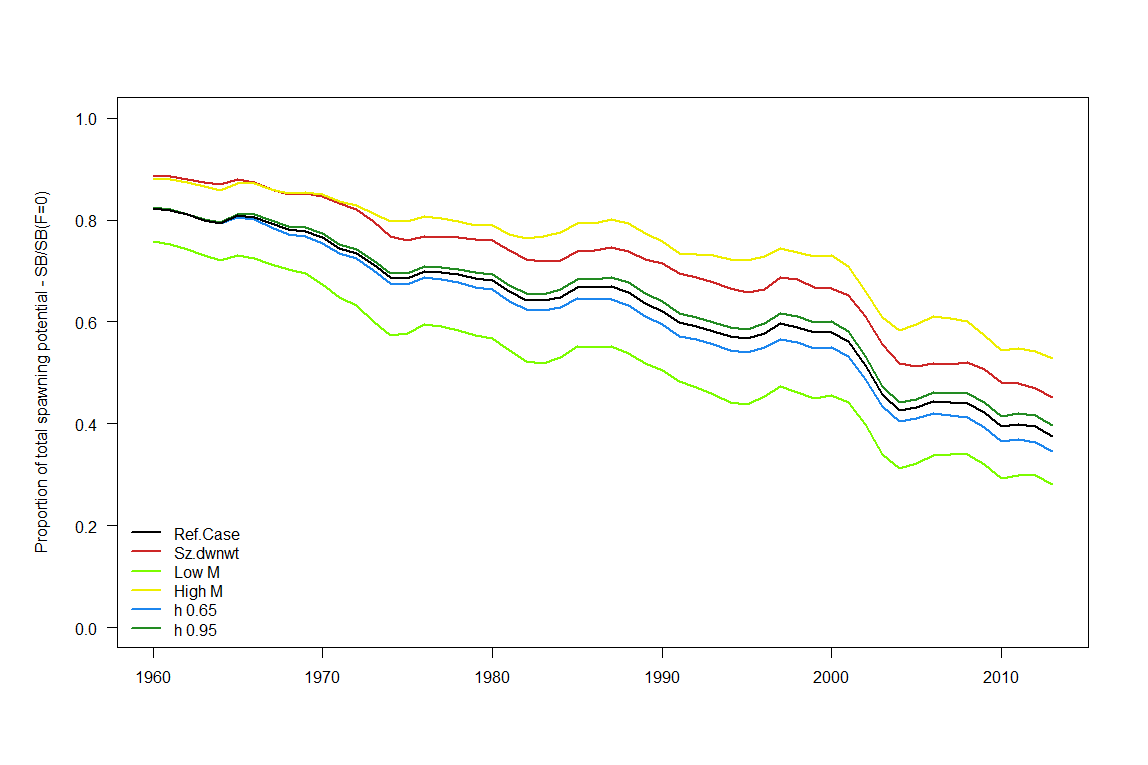 Proportion of total spawning potential - SB/SB(F=0)
1.0
0.8
0.6
0.4
0.2
0.0
Ref.Case
Sz.dwnwt
Low M
High M
h 0.65
h 0.95
1960 1970 1980 1990 2000 2010